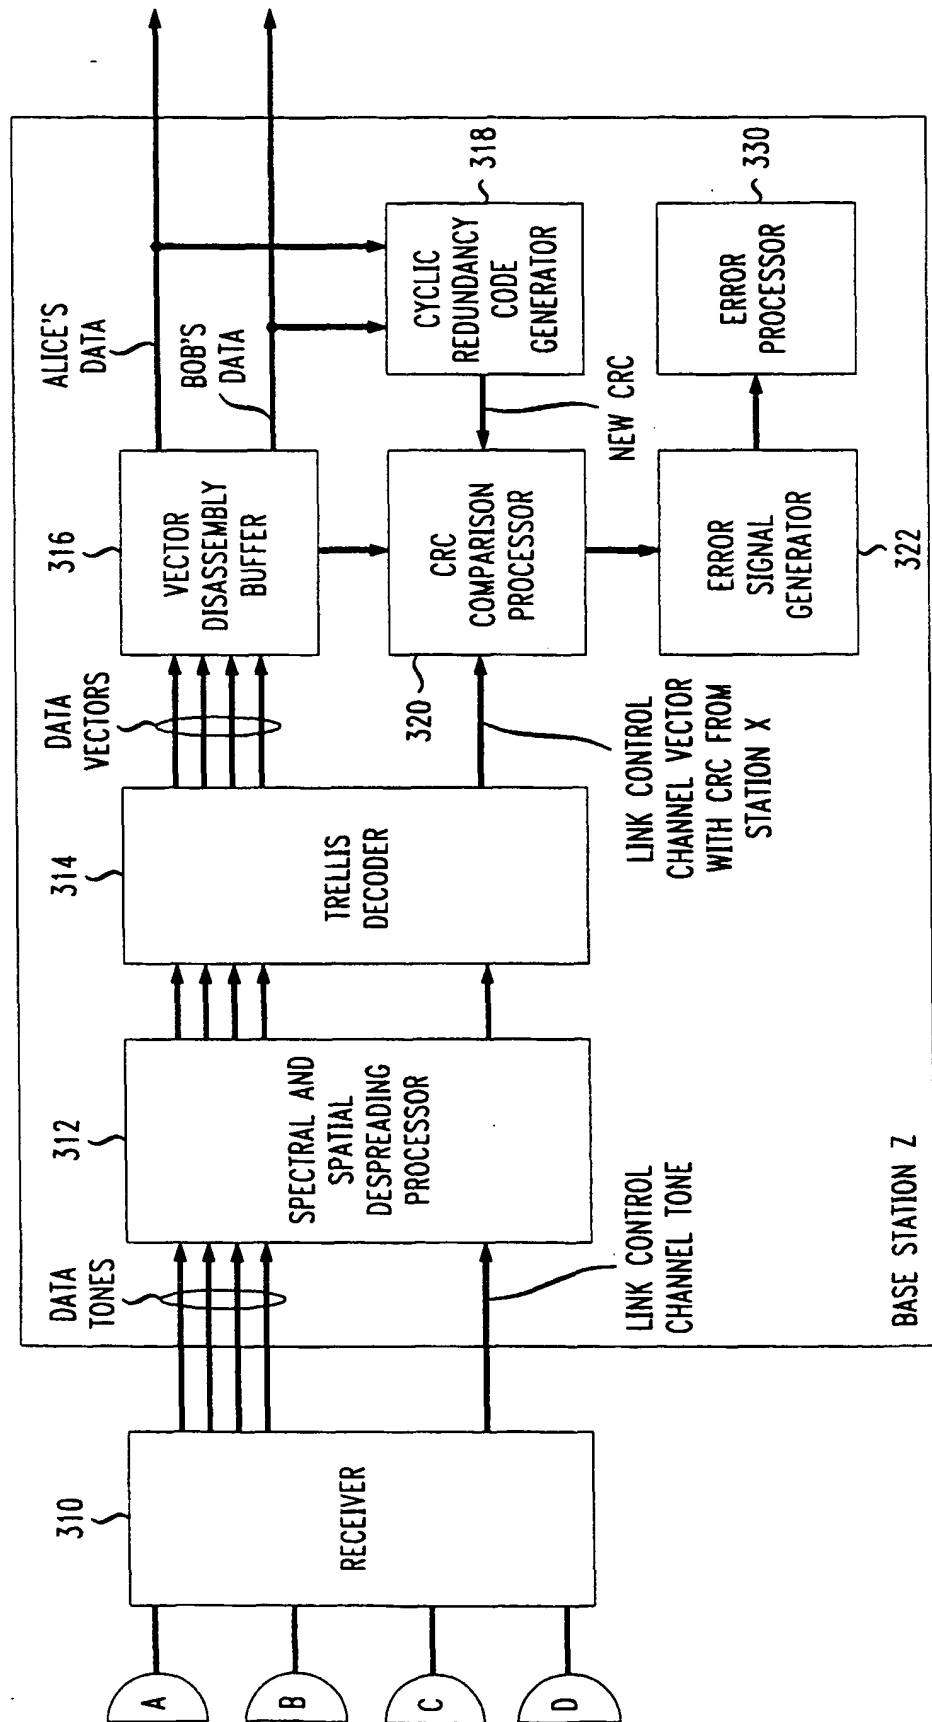 A
B
C
D
310
RECEIVER
DATA
TONES
LINK CONTROL
CHANNEL TONE
312
SPECTRAL AND
SPATIAL
DESPREADING
PROCESSOR
314
TRELLIS
DECODER
DATA
VECTORS
LINK CONTROL
CHANNEL VECTOR
WITH CRC FROM
STATION X
316
VECTOR
DISASSEMBLY
BUFFER
ALICE'S
DATA
BOB'S
DATA
320
CRC
COMPARISON
PROCESSOR
NEW CRC
318
CYCLIC
REDUNDANCY
CODE
GENERATOR
322
ERROR
SIGNAL
GENERATOR
330
ERROR
PROCESSOR
BASE STATION Z